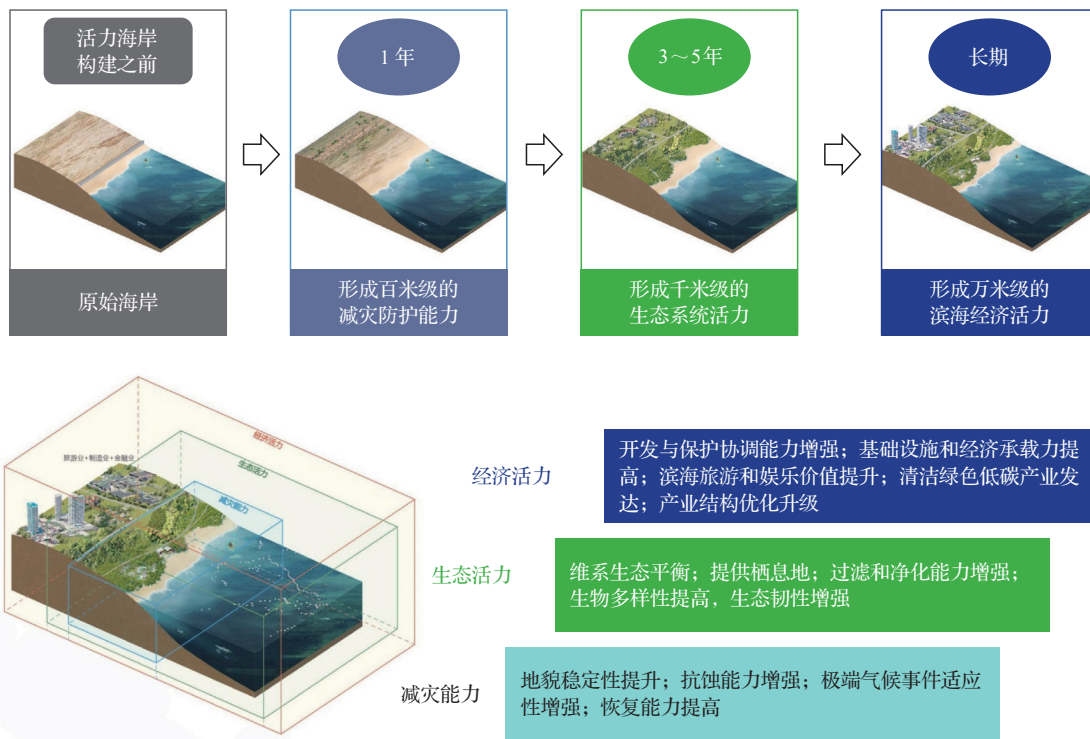 活力海岸
构建之前
1 年
3～5年
长期
原始海岸
形成百米级的
减灾防护能力
形成千米级的
生态系统活力
形成万米级的
滨海经济活力
经济活力
生态活力
旅游业+制造业+金融业
减灾能力
经济活力
开发与保护协调能力增强；基础设施和经济承载力提
高；滨海旅游和娱乐价值提升；清洁绿色低碳产业发
达；产业结构优化升级
生态活力
维系生态平衡；提供栖息地；过滤和净化能力增强；
生物多样性提高，生态韧性增强
减灾能力
地貌稳定性提升；抗蚀能力增强；极端气候事件适应
性增强；恢复能力提高